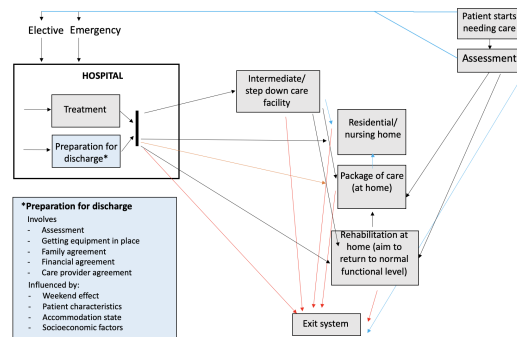 Patient starts
needing care
Elective
Emergency
Assessment
HOSPITAL
Intermediate/
step down care
facility
Treatment
Residential/
nursing home
Preparation for
discharge*
Package of care
(at home)
*Preparation for discharge
Involves
- Assessment
- Getting equipment in place
- Family agreement
- Financial agreement
- Care provider agreement
Influenced by:
- Weekend effect
- Patient characteristics
- Accommodation state
- Socioeconomic factors
Rehabilitation at
home (aim to
return to normal
functional level)
Exit system